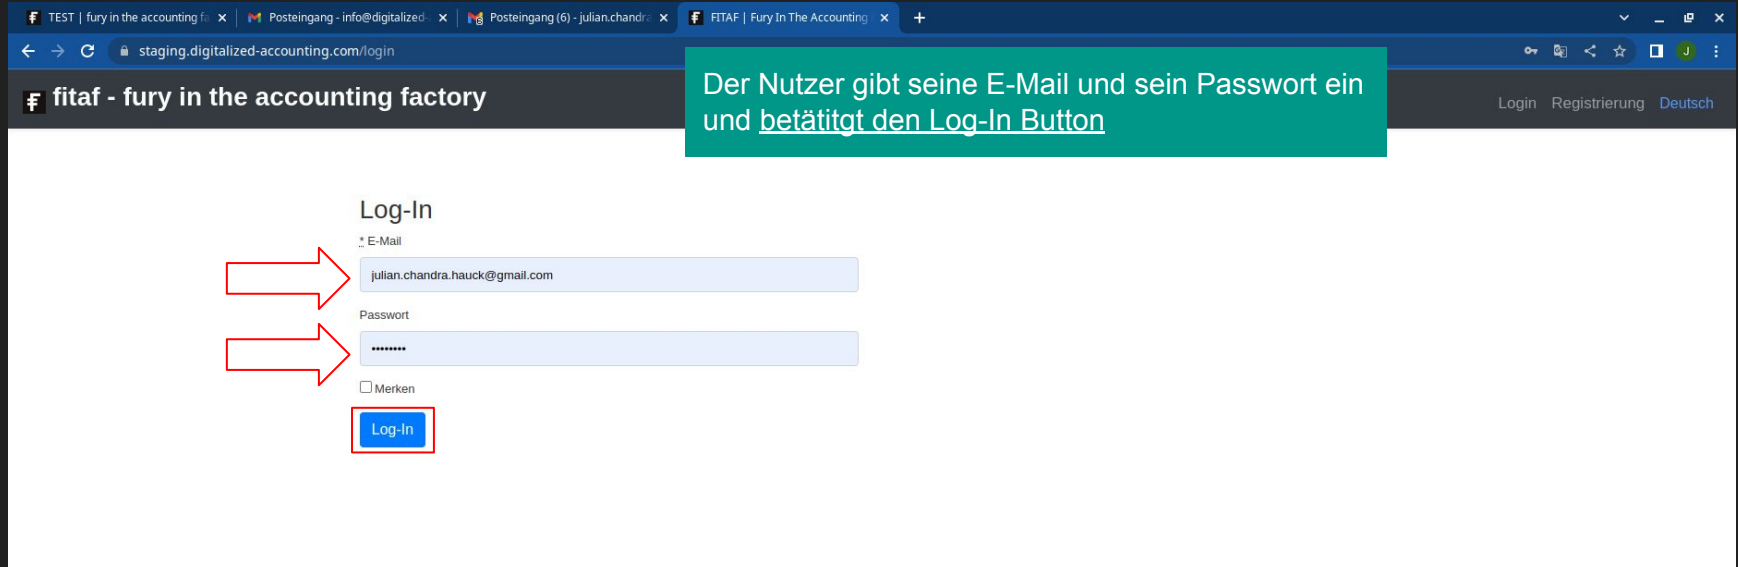 TEST | fury in the accounting fa
Posteingang - info@digitalized-
Posteingang (6) - julian.chandra
FITAF | Fury In The Accounting
staging.digitalized-accounting.com/login
J
fitaf - fury in the accounting factory
Login Registrierung Deutsch
Der Nutzer gibt seine E-Mail und sein Passwort ein
und betätitgt den Log-In Button
Log-In
* E-Mail
julian.chandra.hauck@gmail.com
Passwort
••••••••
Merken
Log-In